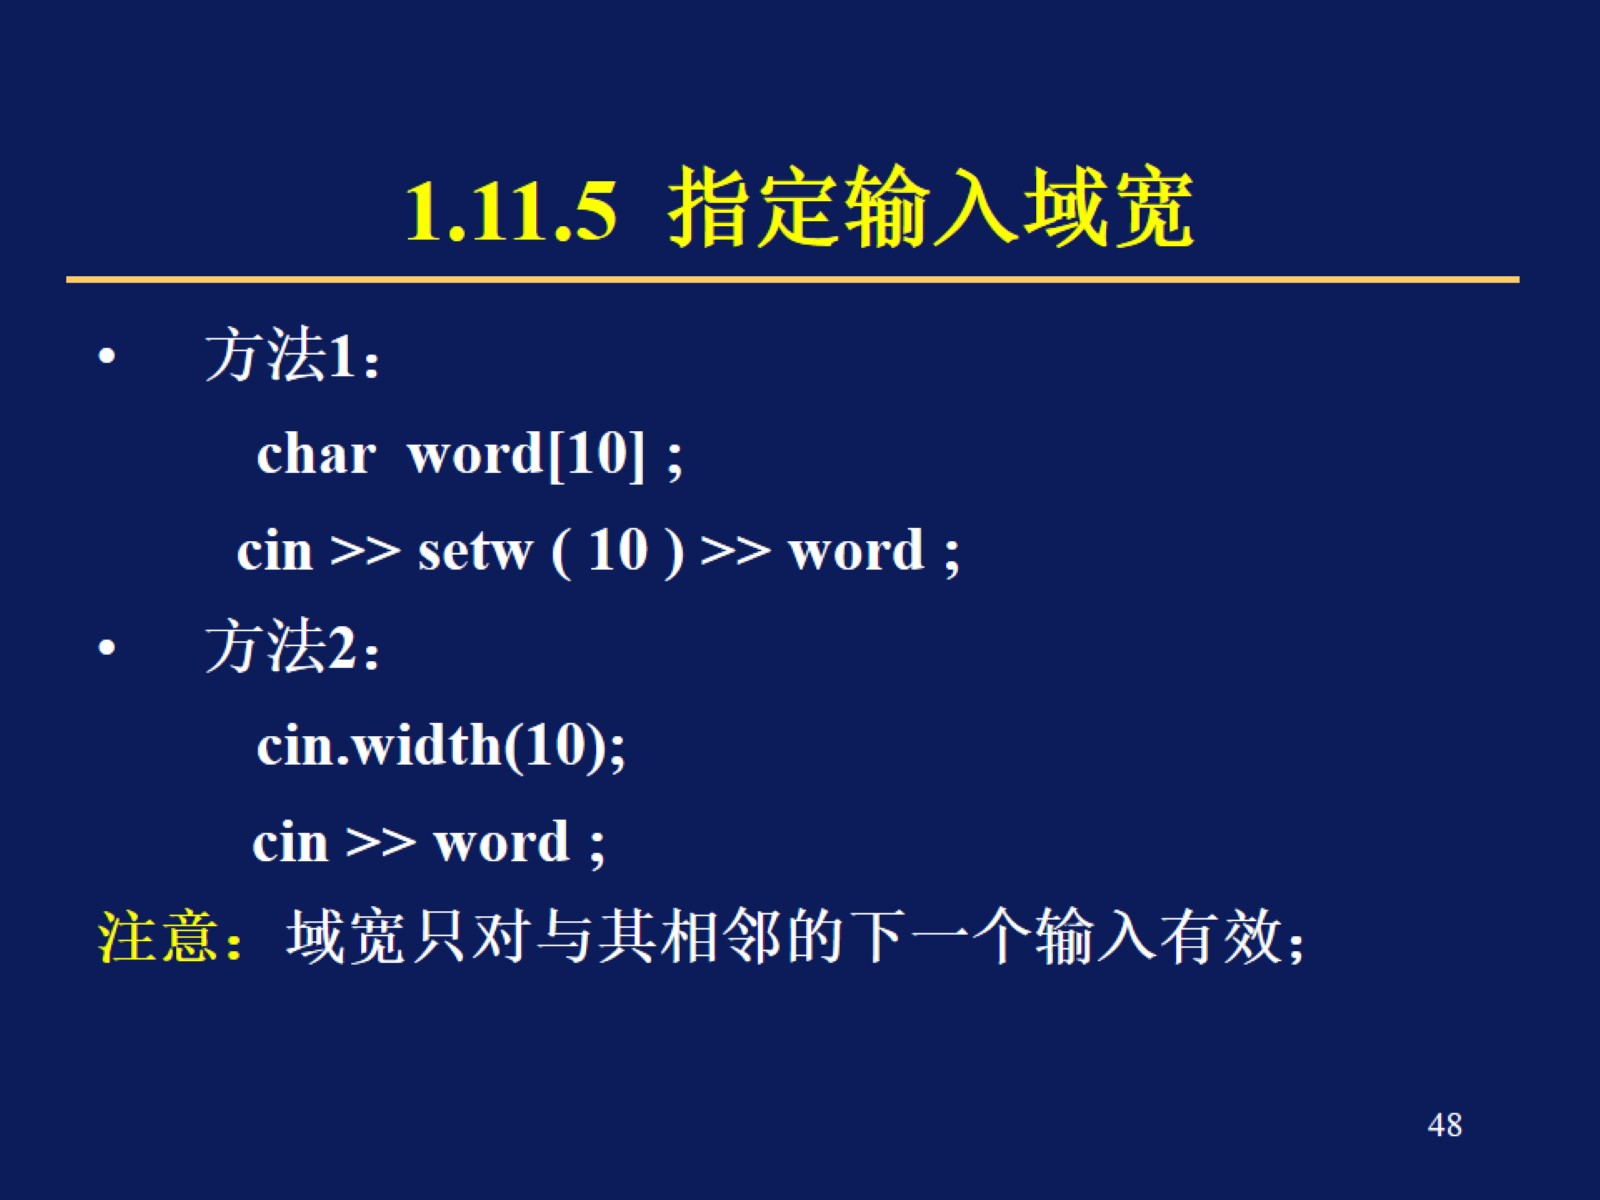 1.11.5 指定输入域宽
• 方法1：
char word[10] ;
cin >> setw ( 10 ) >> word ;
• 方法2：
cin.width(10);
cin >> word ;
注意：域宽只对与其相邻的下一个输入有效；
48